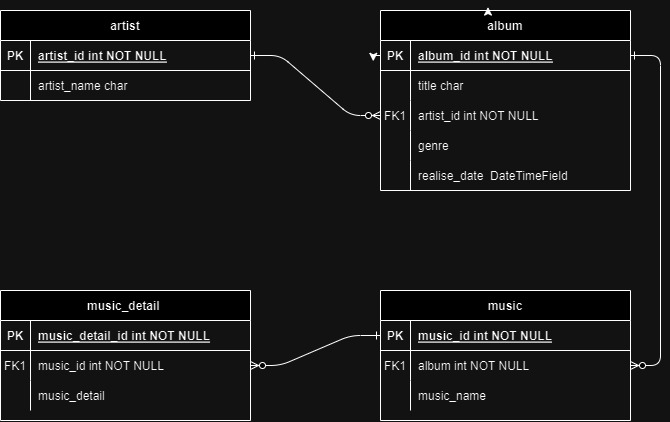 artist
PK artist_id int NOT NULL
artist_name char
album
PK album_id int NOT NULL
title char
FK1 artist_id int NOT NULL
genre
realise_date DateTimeField
music_detail
PK music_detail_id int NOT NULL
FK1 music_id int NOT NULL
music_detail
music
PK music_id int NOT NULL
FK1 album int NOT NULL
music_name